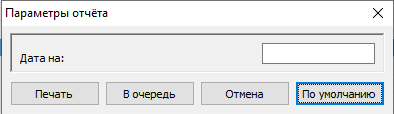 Параметры отчёта
Дата на:
Печать В очередь Отмена По умолчанию